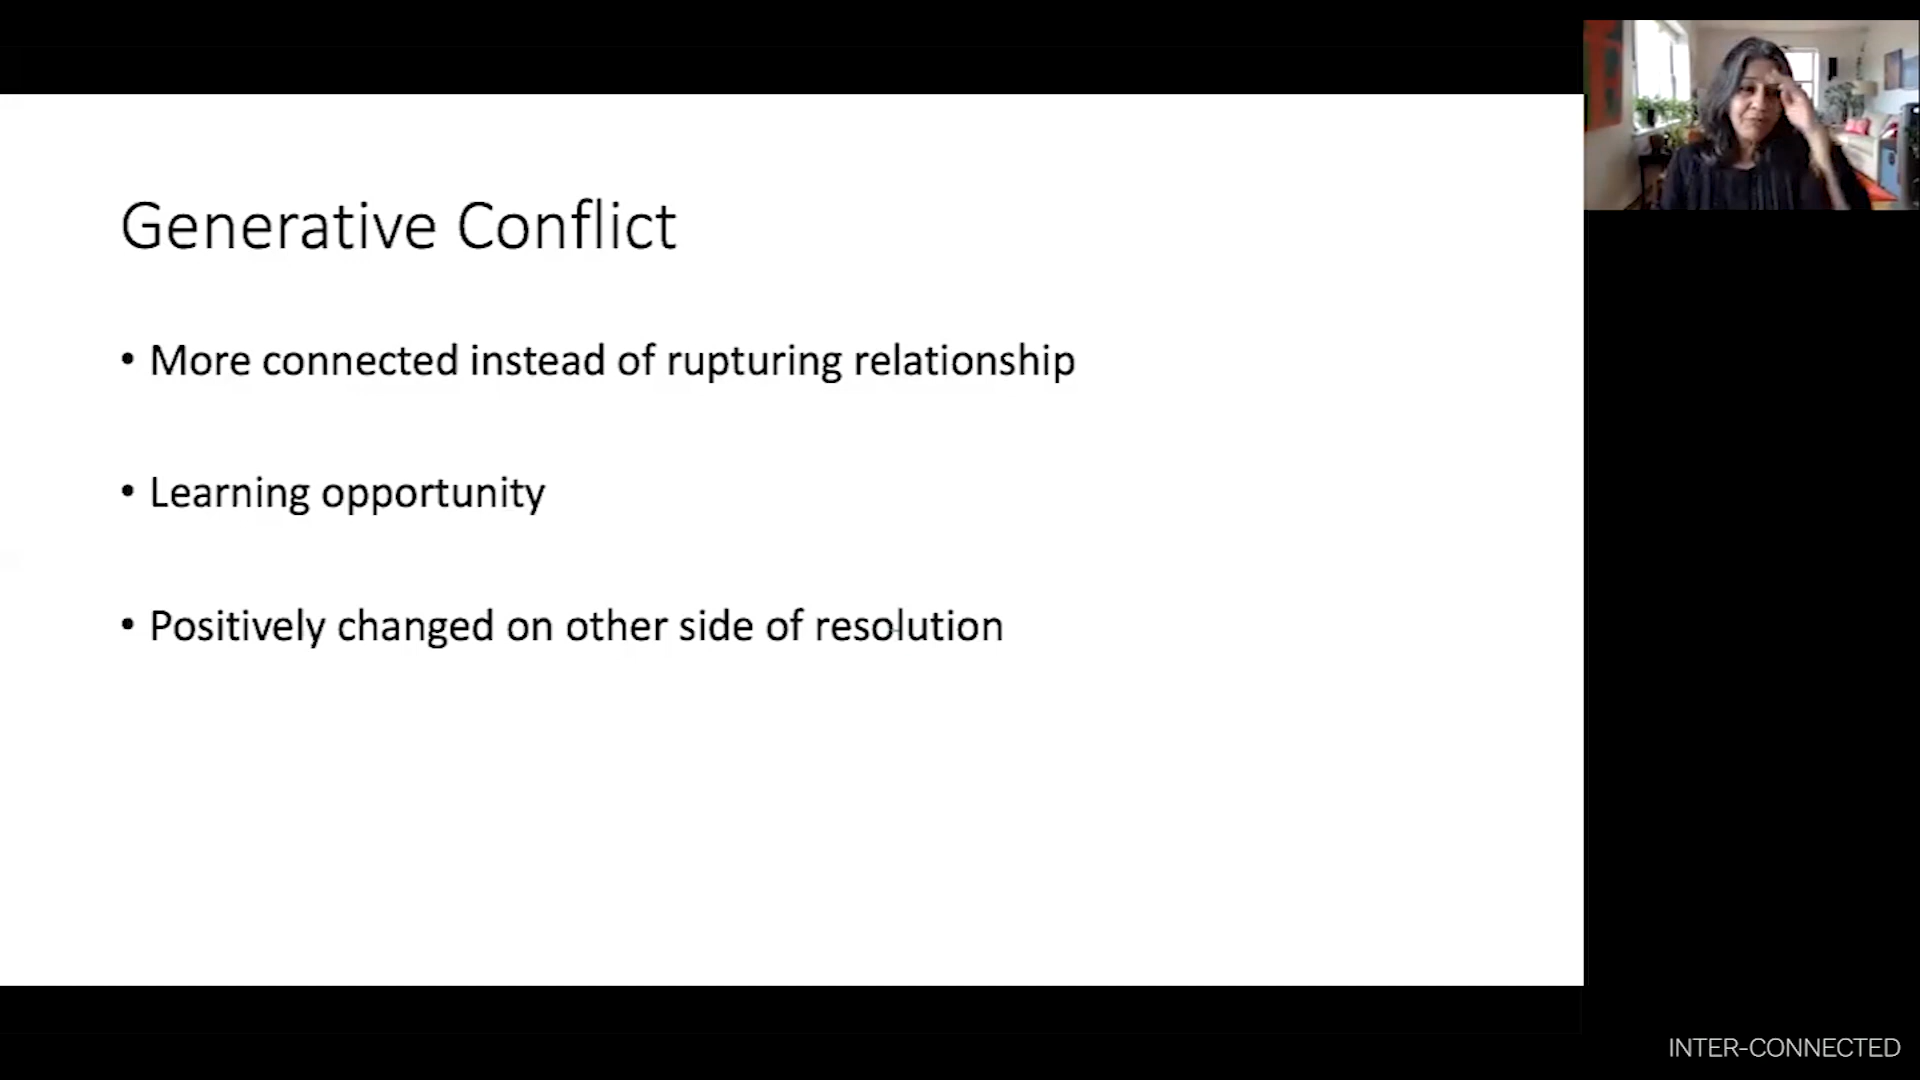 Generative Conflict
• More connected instead of rupturing relationship
• Learning opportunity
• Positively changed on other side of resolution
INTER-CONNECTED